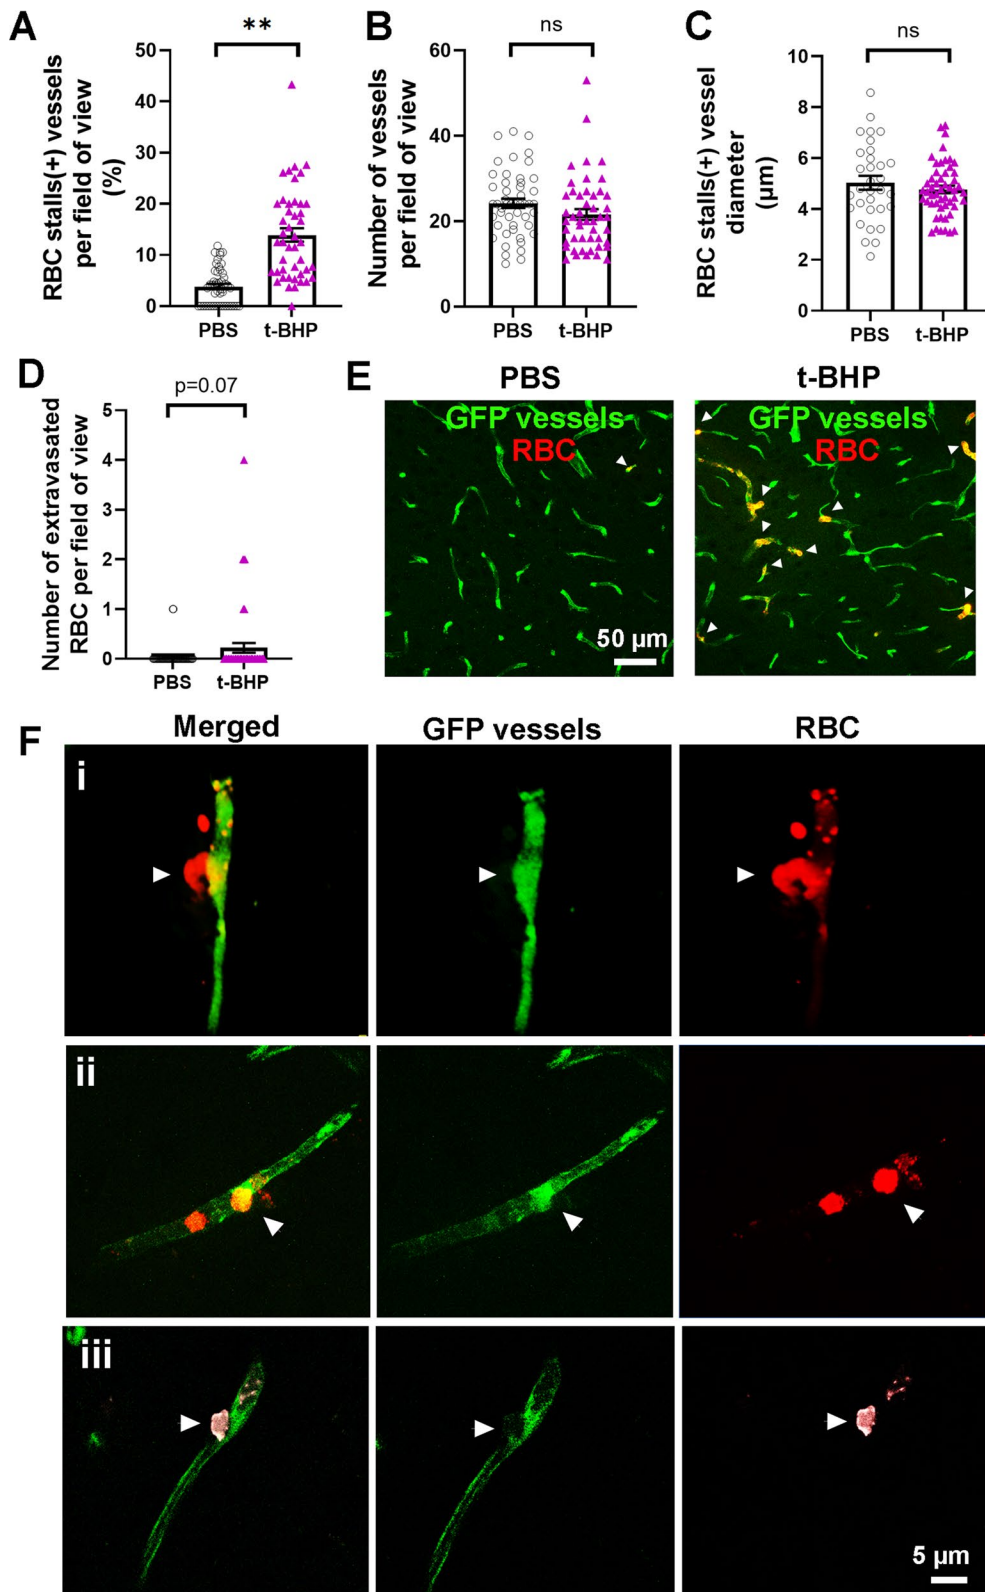 A
**
RBC stalls(+) vessels
per field of view
(%)
50
40
30
20
10
0
PBS
t-BHP
B
ns
Number of vessels
per field of view
60
40
20
0
PBS
t-BHP
C
ns
RBC stalls(+) vessel
diameter
(µm)
10
8
6
4
2
0
PBS
t-BHP
D
p=0.07
Number of extravasated
RBC per field of view
5
4
3
2
1
0
PBS
t-BHP
E
PBS
GFP vessels
RBC
50 µm
t-BHP
GFP vessels
RBC
F
Merged
GFP vessels
RBC
i
ii
iii
5 µm